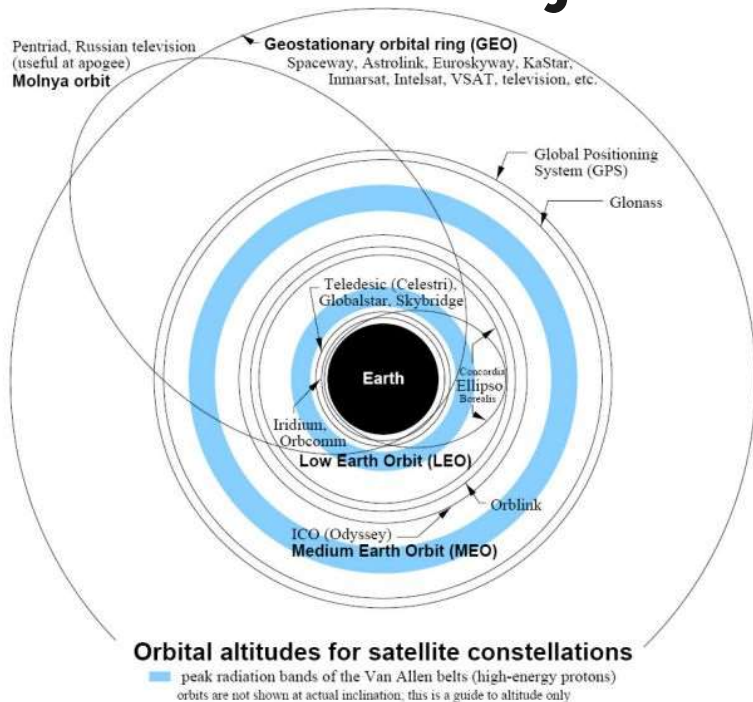 Pentriad, Russian television
(useful at apogee)
Molnya orbit
Geostationary orbital ring (GEO)
Spaceway, Astrolink, Euroskyway, KaStar,
Inmarsat, Intelsat, VSAT, television, etc.
Global Positioning
System (GPS)
Glonass
Teledesic (Celestri),
Globalstar, Skybridge
Earth
Concordia
Ellipso
Borealis
Iridium,
Orbcomm
Low Earth Orbit (LEO)
Orblink
ICO (Odyssey)
Medium Earth Orbit (MEO)
Orbital altitudes for satellite constellations
peak radiation bands of the Van Allen belts (high-energy protons)
orbits are not shown at actual inclination; this is a guide to altitude only